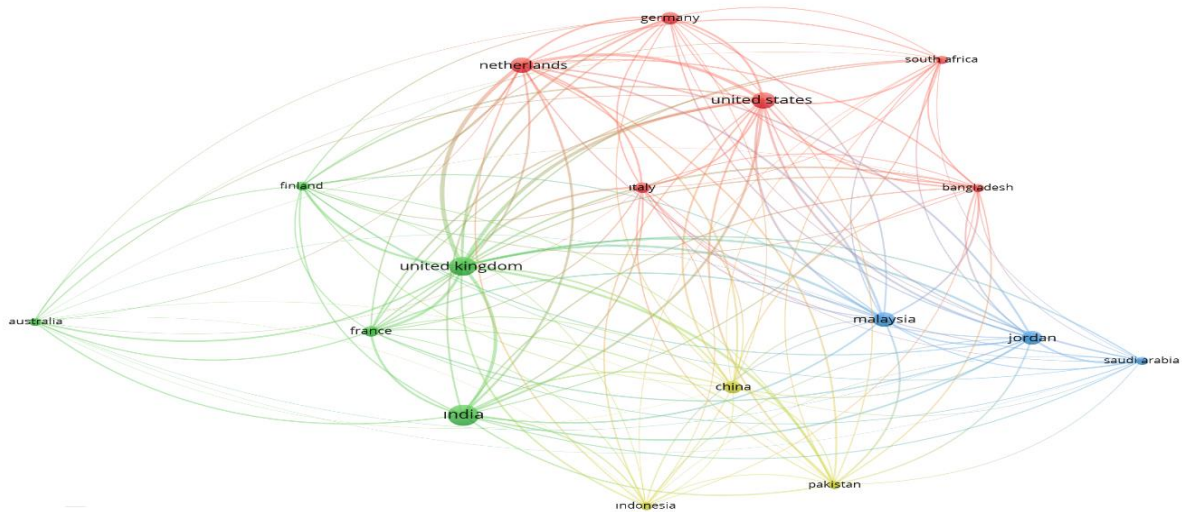 germany
south africa
netherlands
united states
finland
italy
bangladesh
united kingdom
australia
france
malaysia
jordan
saudi arabia
china
india
pakistan
indonesia